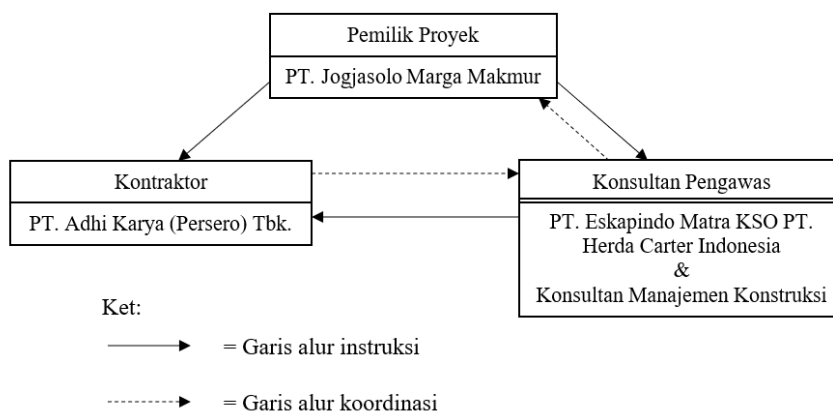 Pemilik Proyek
PT. Jogjasolo Marga Makmur
Kontraktor
PT. Adhi Karya (Persero) Tbk.
Konsultan Pengawas
PT. Eskapindo Matra KSO PT.
Herda Carter Indonesia
&
Konsultan Manajemen Konstruksi
Ket:
= Garis alur instruksi
= Garis alur koordinasi